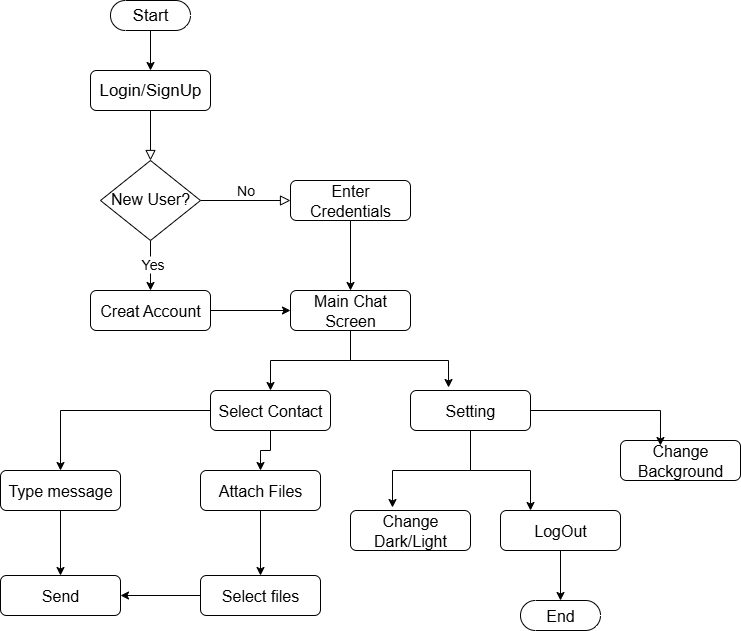 Start
Login/SignUp
New User?
No
Enter
Credentials
Yes
Creat Account
Main Chat
Screen
Select Contact
Setting
Change
Background
Type message
Attach Files
Change
Dark/Light
LogOut
Send
Select files
End